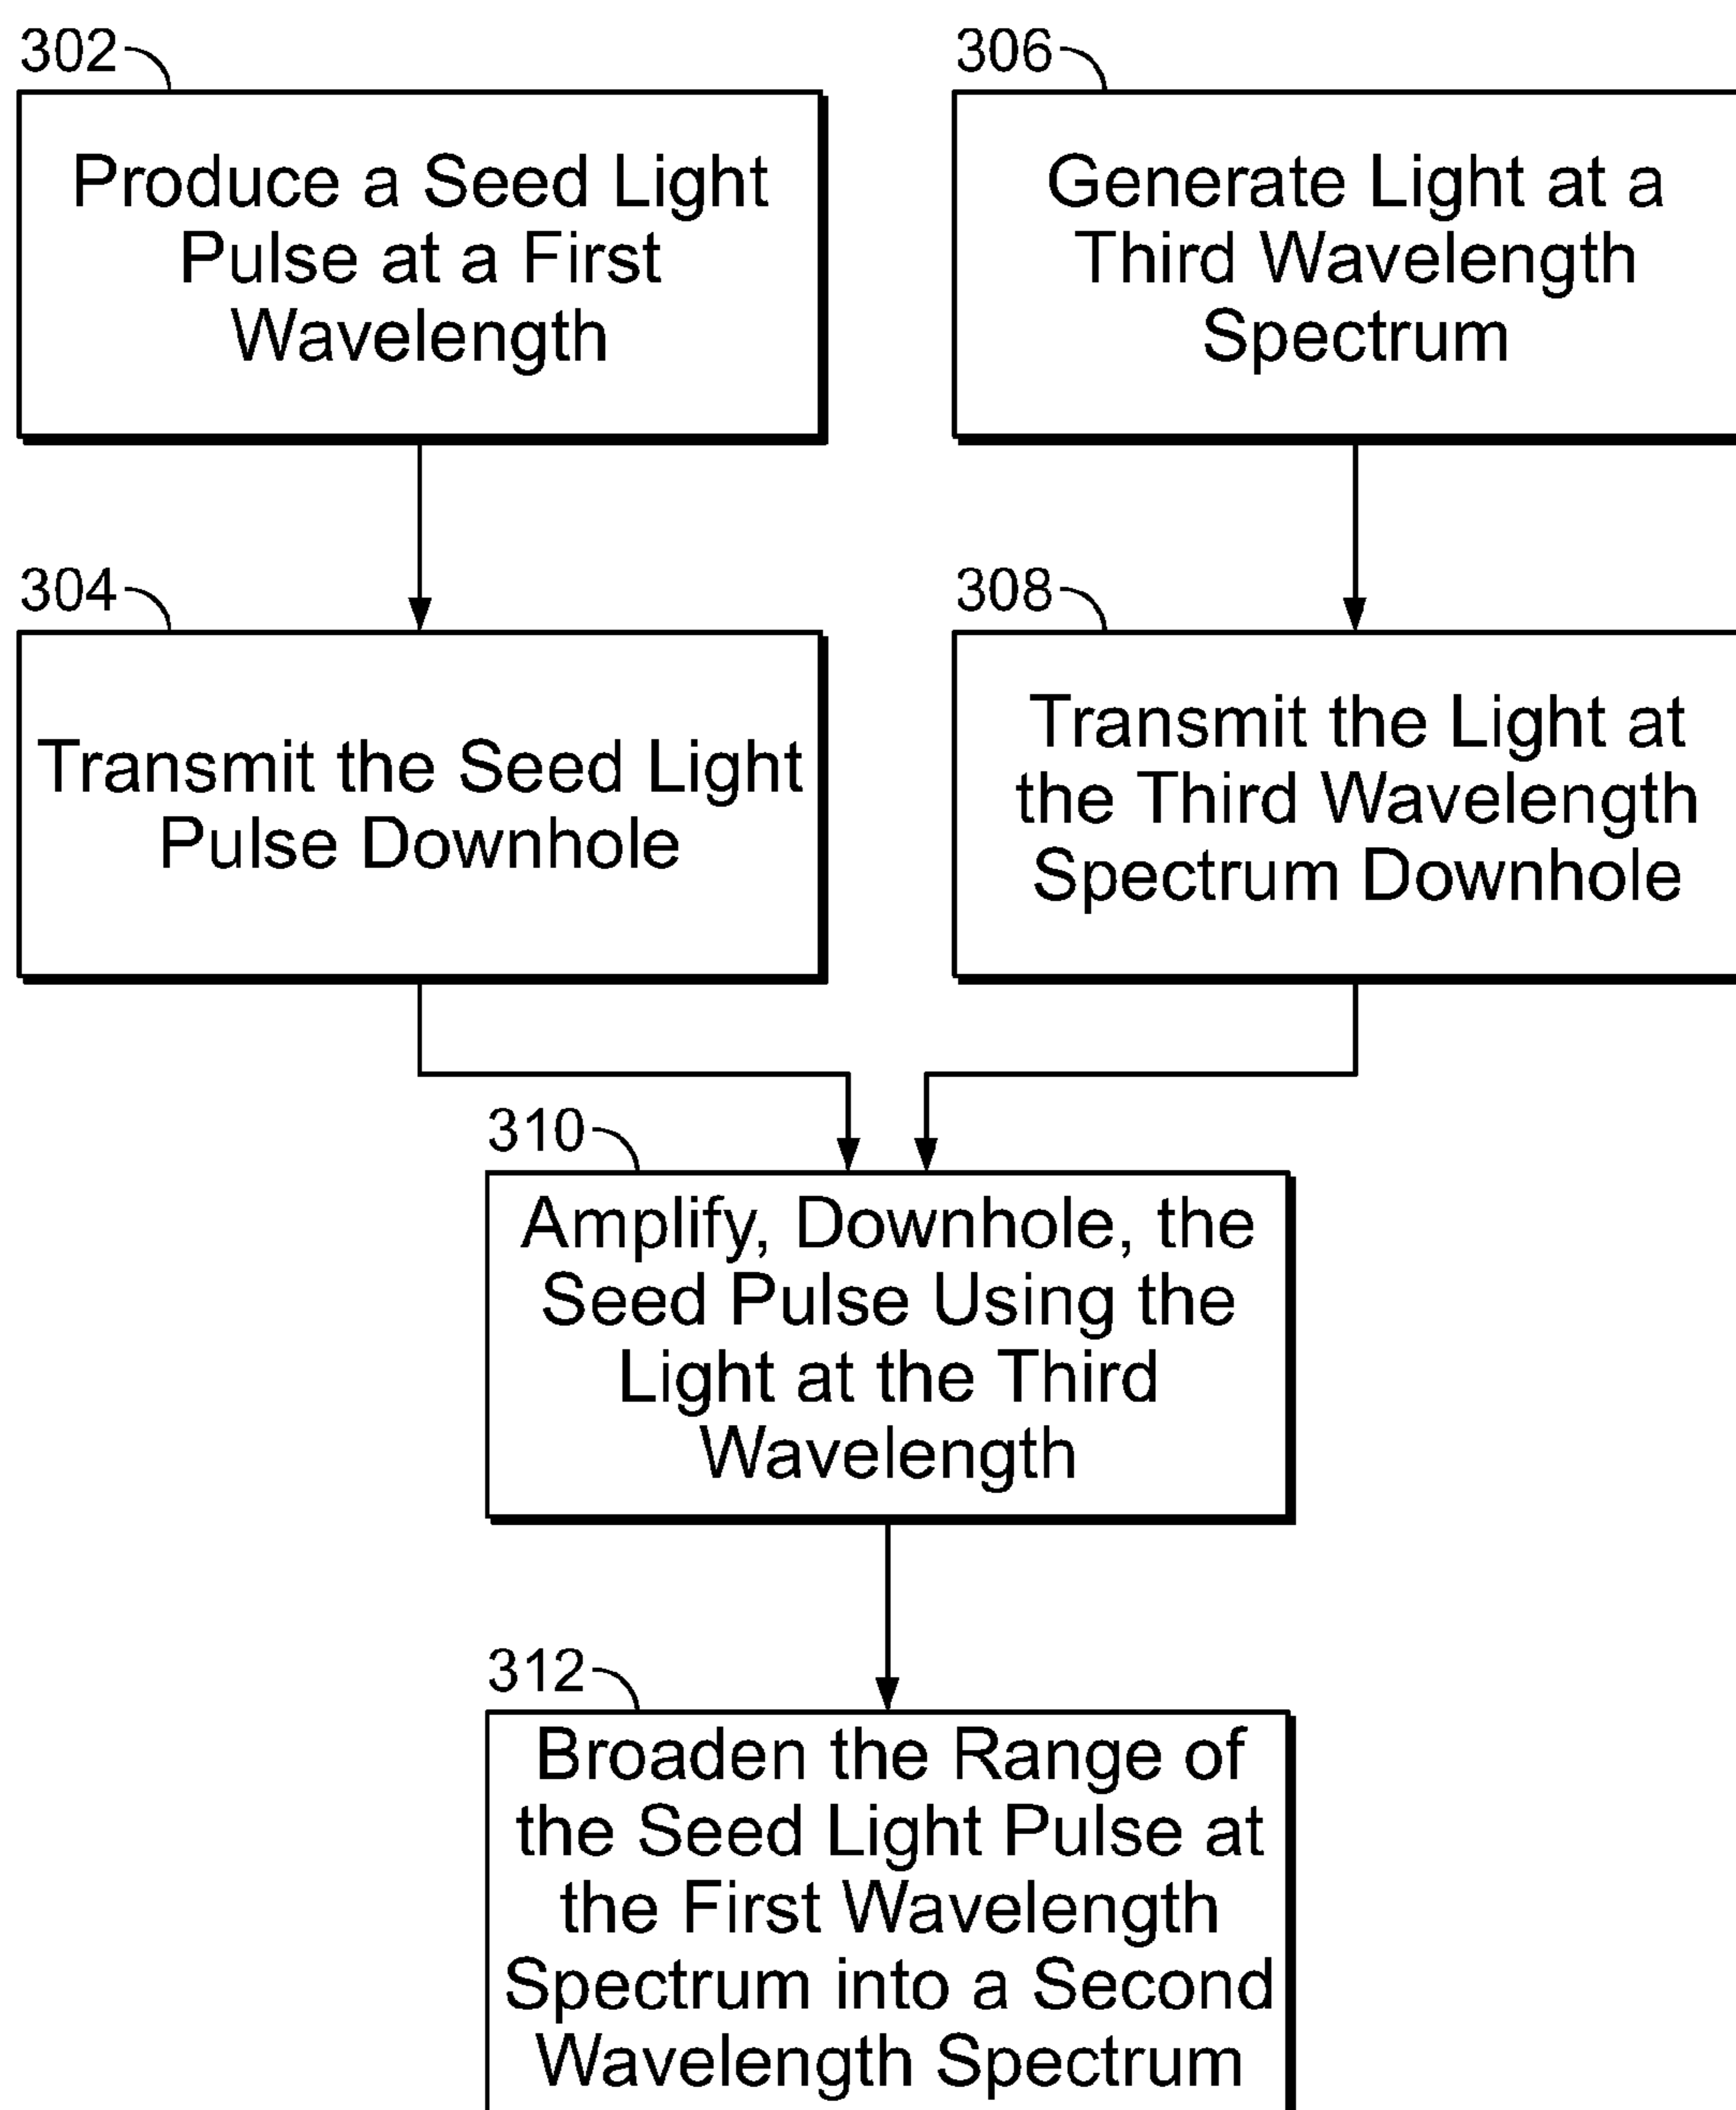 302
Produce a Seed Light
Pulse at a First
Wavelength
306
Generate Light at a
Third Wavelength
Spectrum
304
Transmit the Seed Light
Pulse Downhole
308
Transmit the Light at
the Third Wavelength
Spectrum Downhole
310
Amplify, Downhole, the
Seed Pulse Using the
Light at the Third
Wavelength
312
Broaden the Range of
the Seed Light Pulse at
the First Wavelength
Spectrum into a Second
Wavelength Spectrum